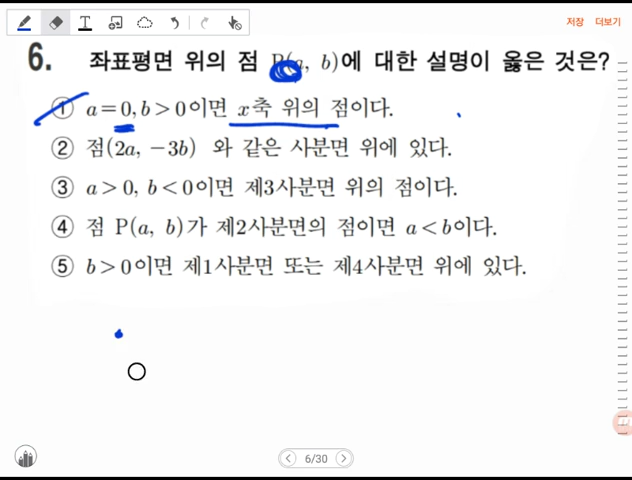 저장 더보기
6. 좌표평면 위의 점 P(a, b)에 대한 설명이 옳은 것은?
① a=0, b>0이면 x축 위의 점이다.
② 점(2a, -3b) 와 같은 사분면 위에 있다.
③ a>0, b<0이면 제3사분면 위의 점이다.
④ 점 P(a, b)가 제2사분면의 점이면 a<b이다.
⑤ b>0이면 제1사분면 또는 제4사분면 위에 있다.
6/30